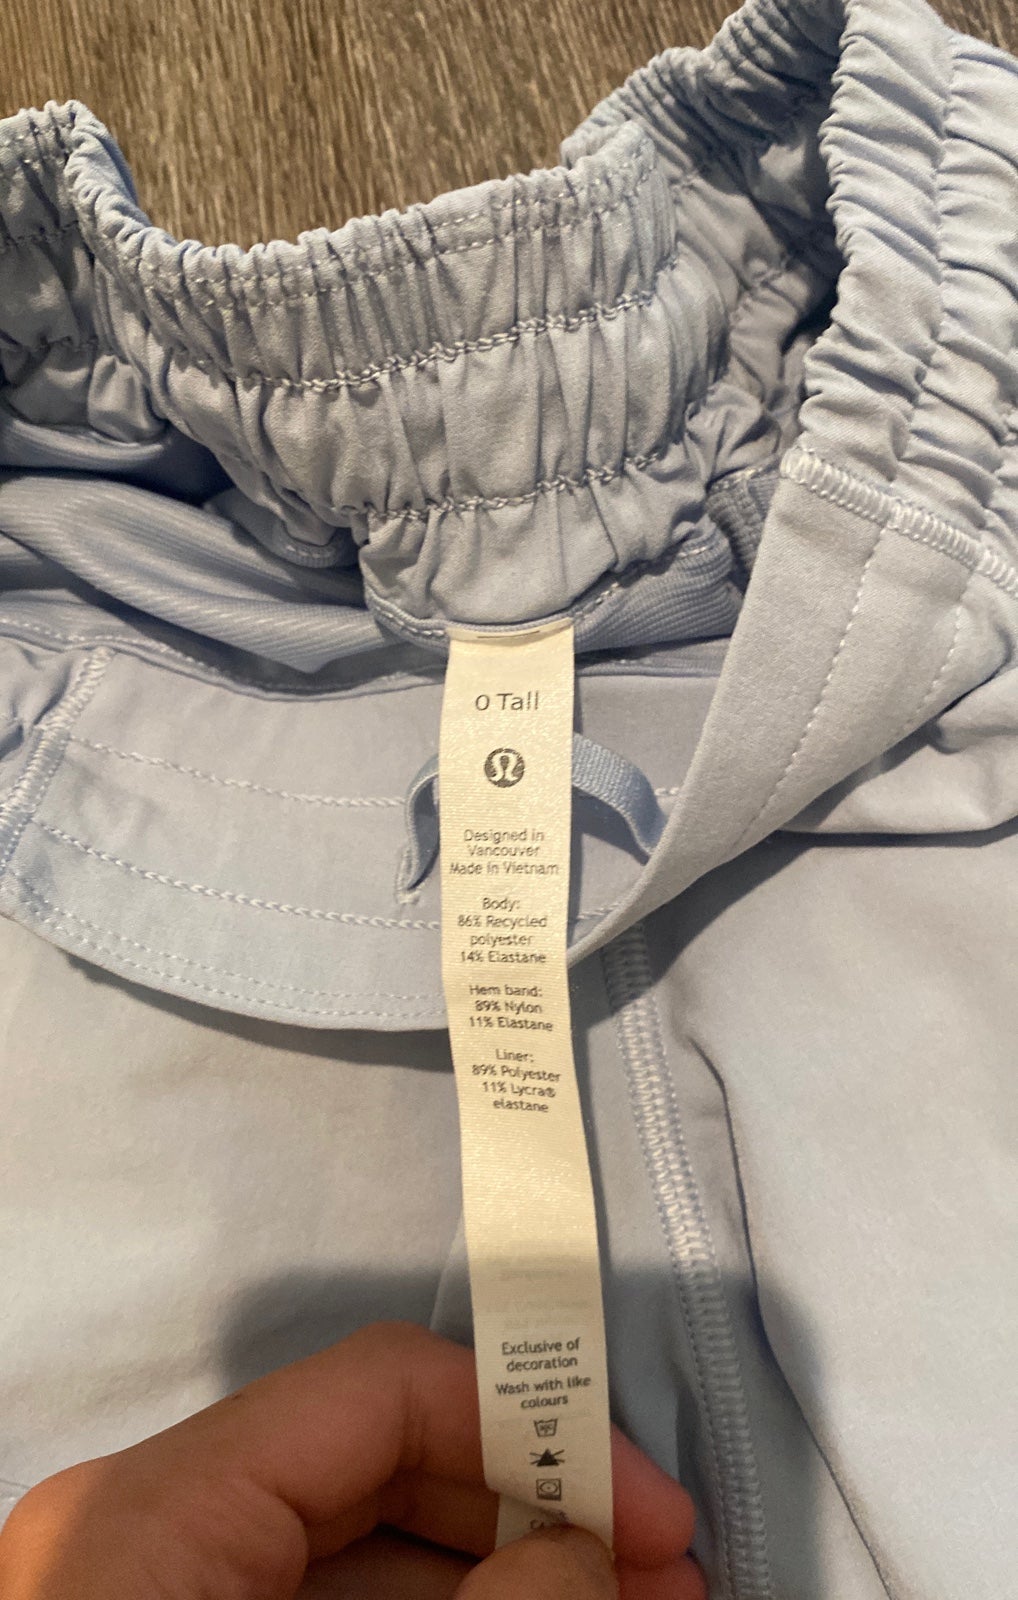 0 Tall
Designed in
Vancouver
Made in Vietnam
Body:
86% Recycled
polyester
14% Elastane
Hem band:
89% Nylon
11% Elastane
Liner:
89% Polyester
11% Lycra®
elastane
Exclusive of
decoration
Wash with like
colours